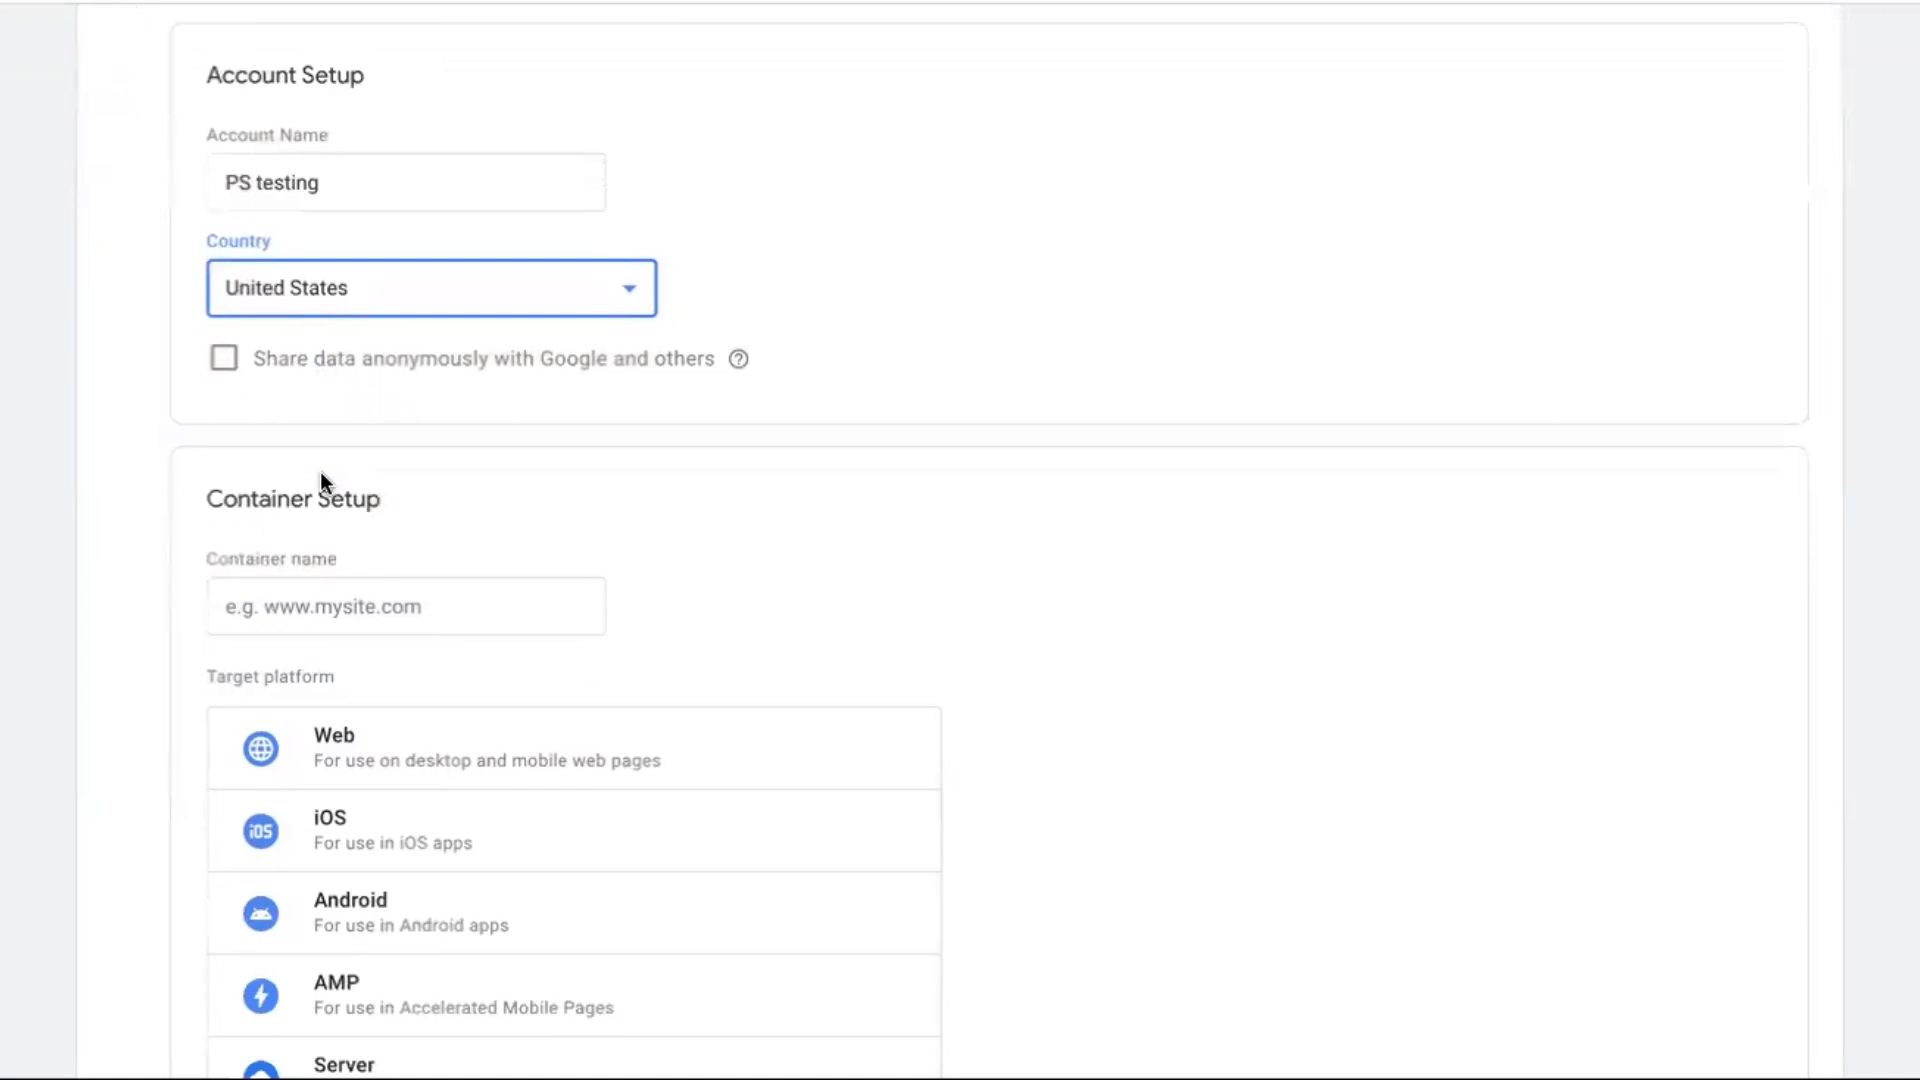 Account Setup
Account Name
PS testing
Country
United States
Share data anonymously with Google and others
Container Setup
Container name
e.g. www.mysite.com
Target platform
Web
For use on desktop and mobile web pages
iOS
iOS
For use in iOS apps
Android
For use in Android apps
AMP
For use in Accelerated Mobile Pages
Server